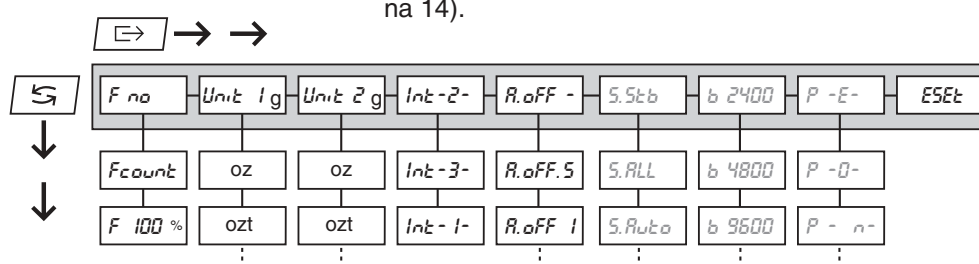 na 14).
F no Unit 1 g Unit 2 g Int-2- A.oFF - S.Stb b 2400 P -E- ESEt
Fcount oz oz Int-3- A.oFF.5 S.ALL b 4800 P -O-
F 100 % ozt ozt Int-1- A.oFF 1 S.Auto b 9600 P - n-